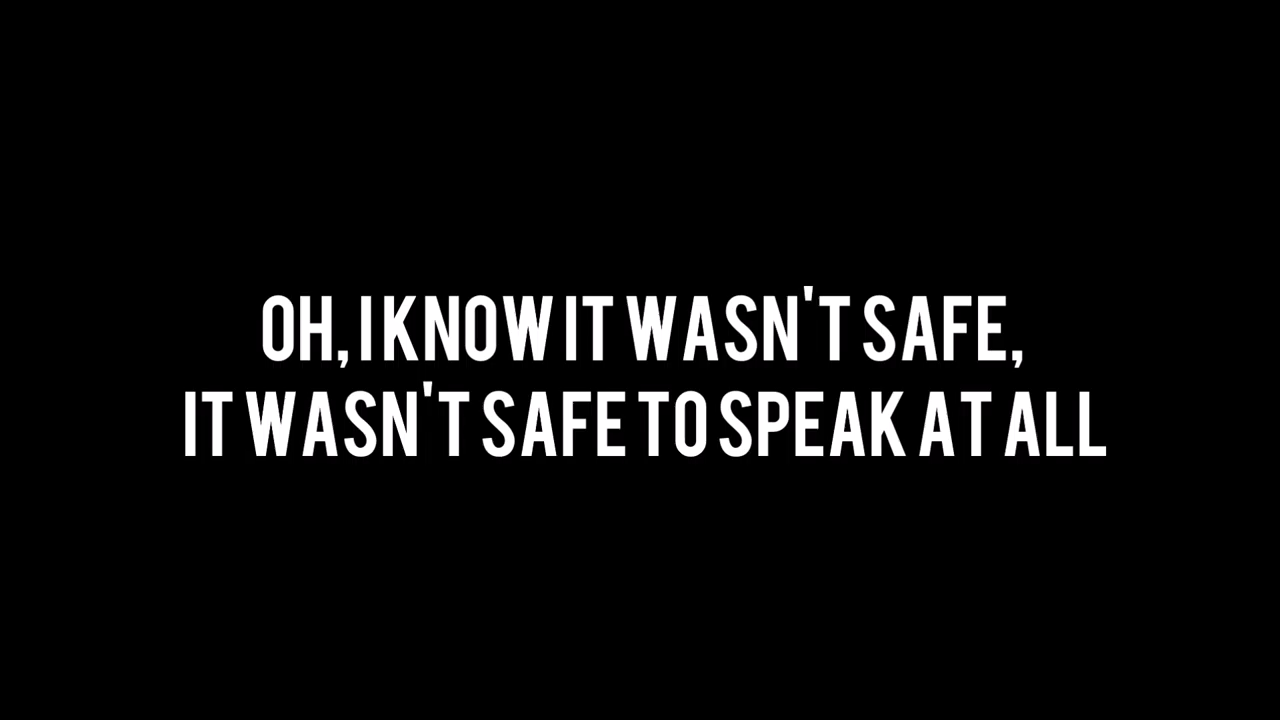 OH, I KNOW IT WASN'T SAFE,
IT WASN'T SAFE TO SPEAK AT ALL